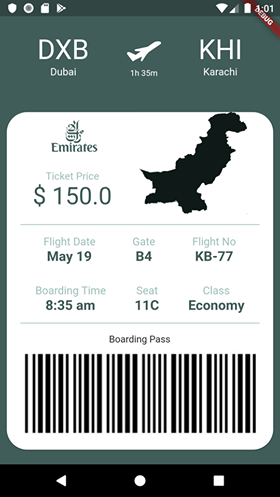 1:01
DEBUG
DXB KHI
Dubai 1h 35m Karachi
Emirates
Ticket Price
$ 150.0
Flight Date Gate Flight No
May 19 B4 KB-77
Boarding Time Seat Class
8:35 am 11C Economy
Boarding Pass